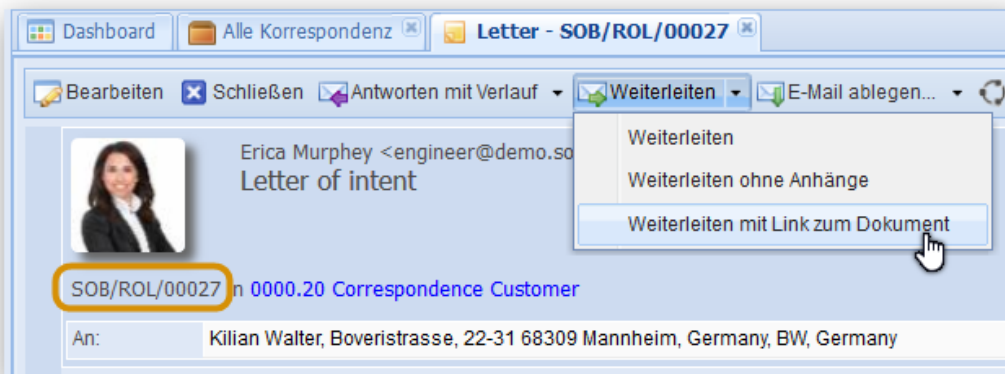 Dashboard Alle Korrespondenz Letter - SOB/ROL/00027
Bearbeiten Schließen Antworten mit Verlauf Weiterleiten E-Mail ablegen...
Weiterleiten
Weiterleiten ohne Anhänge
Weiterleiten mit Link zum Dokument
Erica Murphey <engineer@demo.so
Letter of intent
SOB/ROL/00027 n 0000.20 Correspondence Customer
An: Kilian Walter, Boveristrasse, 22-31 68309 Mannheim, Germany, BW, Germany